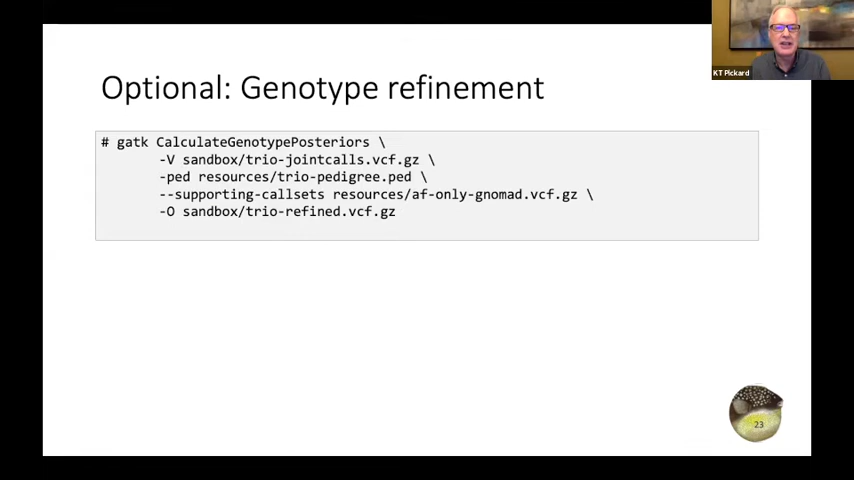 KT Pickard
Optional: Genotype refinement
# gatk CalculateGenotypePosteriors \
-V sandbox/trio-jointcalls.vcf.gz \
-ped resources/trio-pedigree.ped \
--supporting-callsets resources/af-only-gnomad.vcf.gz \
-O sandbox/trio-refined.vcf.gz
23